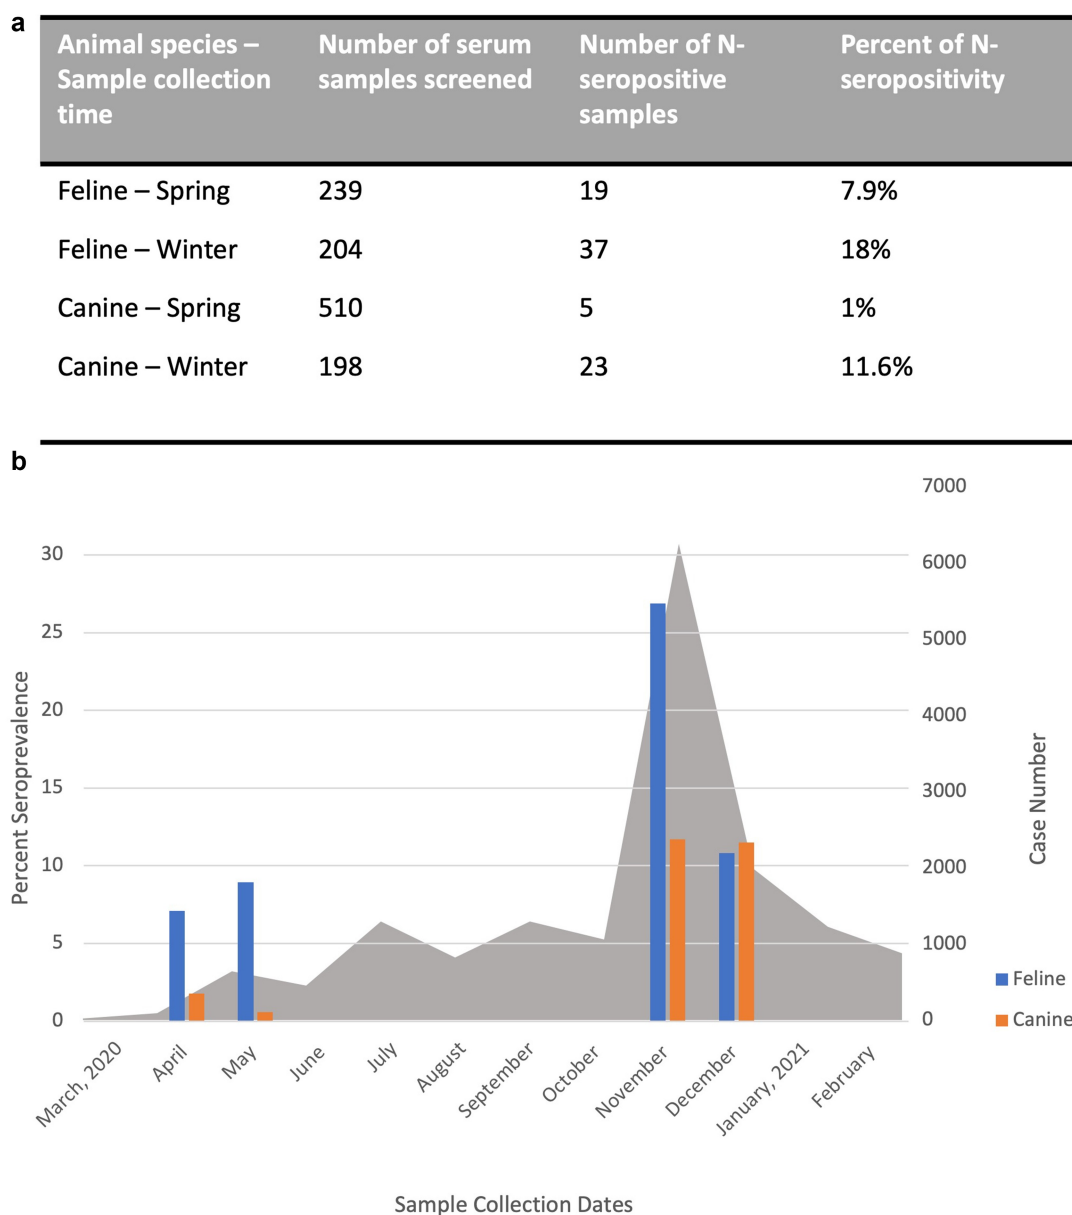 a
Animal species – Number of serum Number of N- Percent of N-
Sample collection samples screened seropositive seropositivity
time samples
Feline – Spring 239 19 7.9%
Feline – Winter 204 37 18%
Canine – Spring 510 5 1%
Canine – Winter 198 23 11.6%
b
7000
30 6000
25 5000
20 4000
15 3000
10 2000
5 1000
0 0
Percent Seroprevalence
Case Number
Feline
Canine
March, 2020 April May June July August September October November December January, 2021 February
Sample Collection Dates